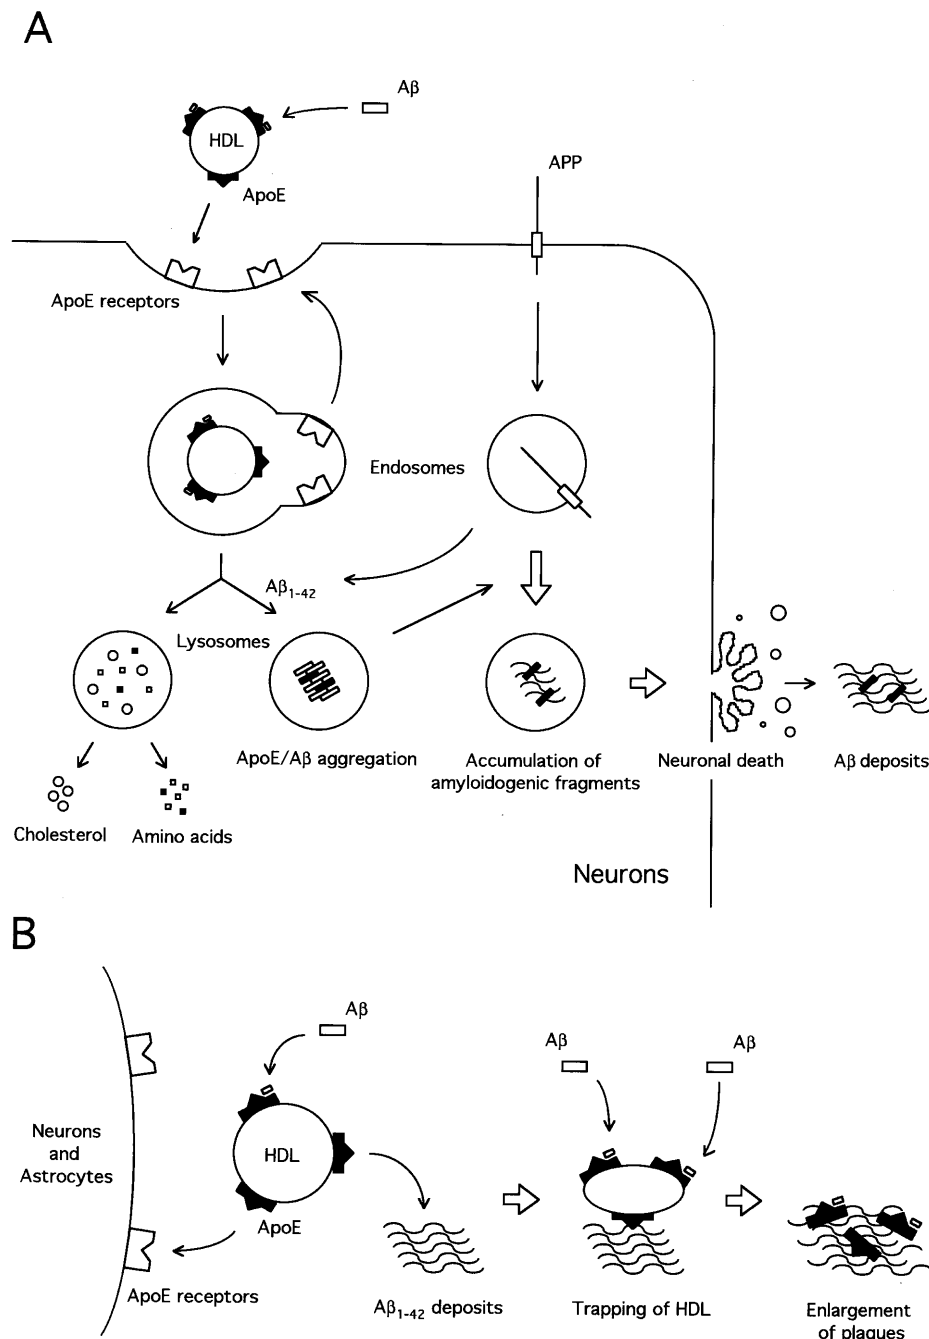 A
Aβ
HDL
ApoE
APP
ApoE receptors
Endosomes
Aβ1-42
Lysosomes
ApoE/Aβ aggregation
Accumulation of
amyloidogenic fragments
Neuronal death
Aβ deposits
Cholesterol
Amino acids
Neurons
B
Aβ
Aβ
Aβ
Neurons
and
Astrocytes
HDL
ApoE
ApoE receptors
Aβ1-42 deposits
Trapping of HDL
Enlargement
of plaques